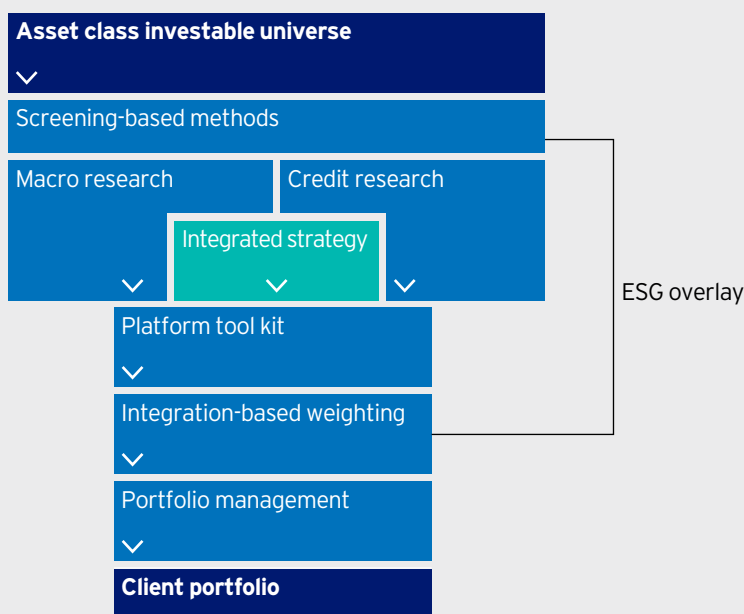 Asset class investable universe
Screening-based methods
Macro research
Credit research
Integrated strategy
ESG overlay
Platform tool kit
Integration-based weighting
Portfolio management
Client portfolio